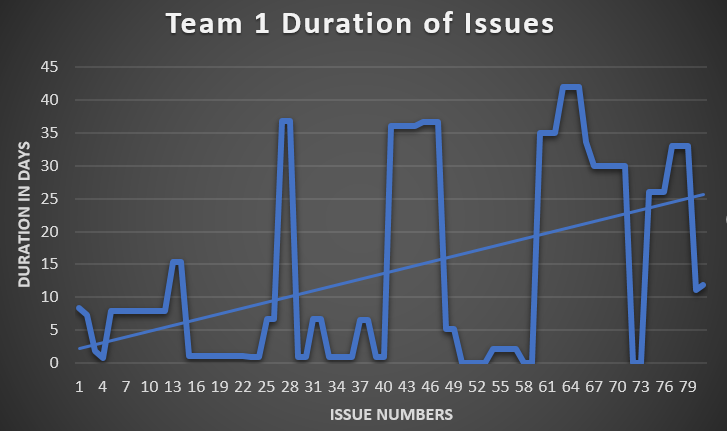 Team 1 Duration of Issues
45
40
35
30
25
20
15
10
5
0
DURATION IN DAYS
1 4 7 10 13 16 19 22 25 28 31 34 37 40 43 46 49 52 55 58 61 64 67 70 73 76 79
ISSUE NUMBERS